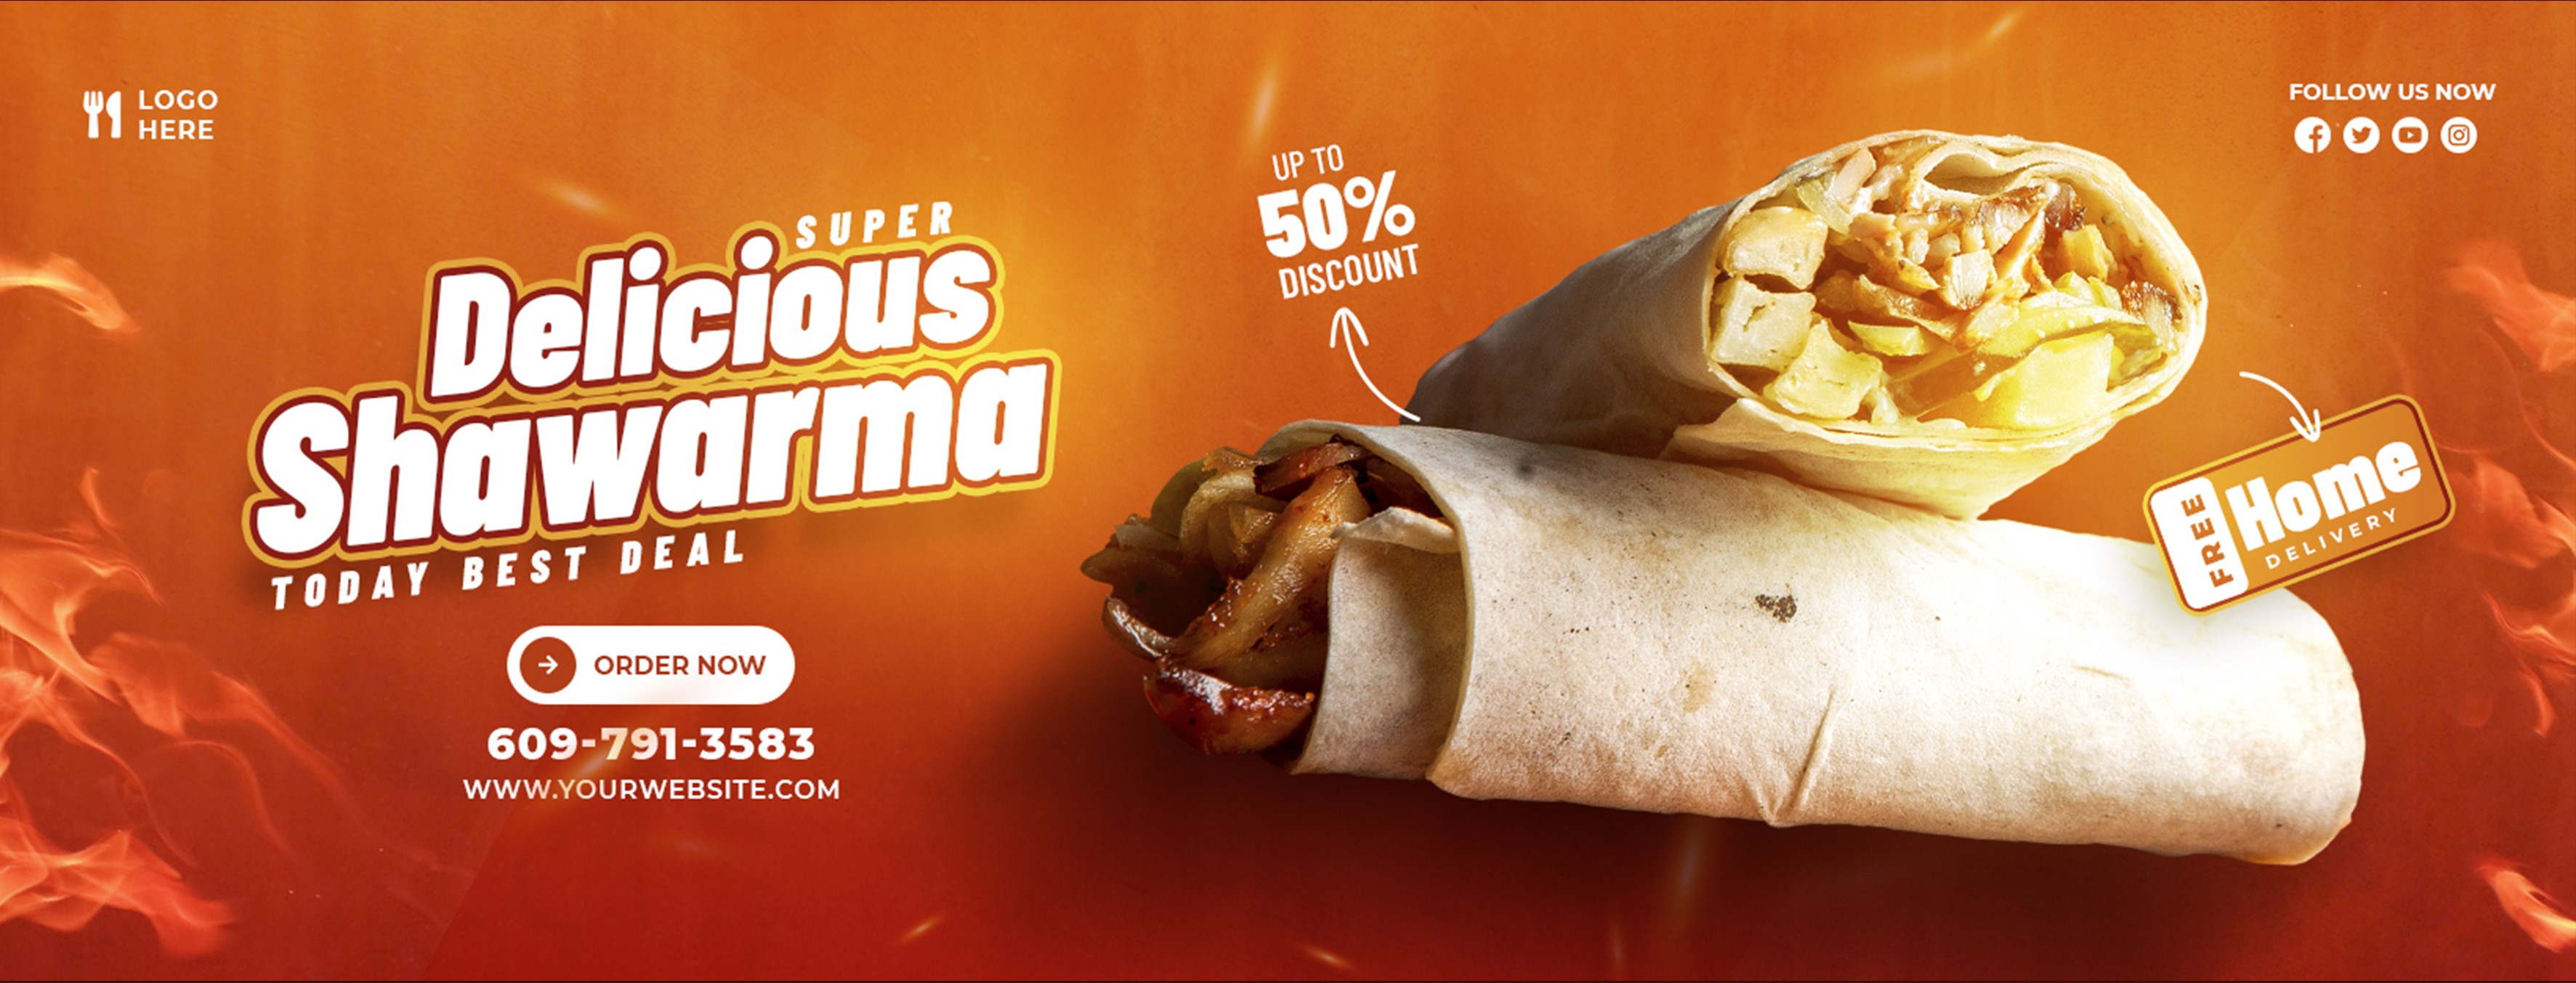 LOGO
HERE
FOLLOW US NOW
SUPER
Delicious
Shawarma
TODAY BEST DEAL
ORDER NOW
609-791-3583
WWW.YOURWEBSITE.COM
UP TO
50%
DISCOUNT
FREE
Home
DELIVERY